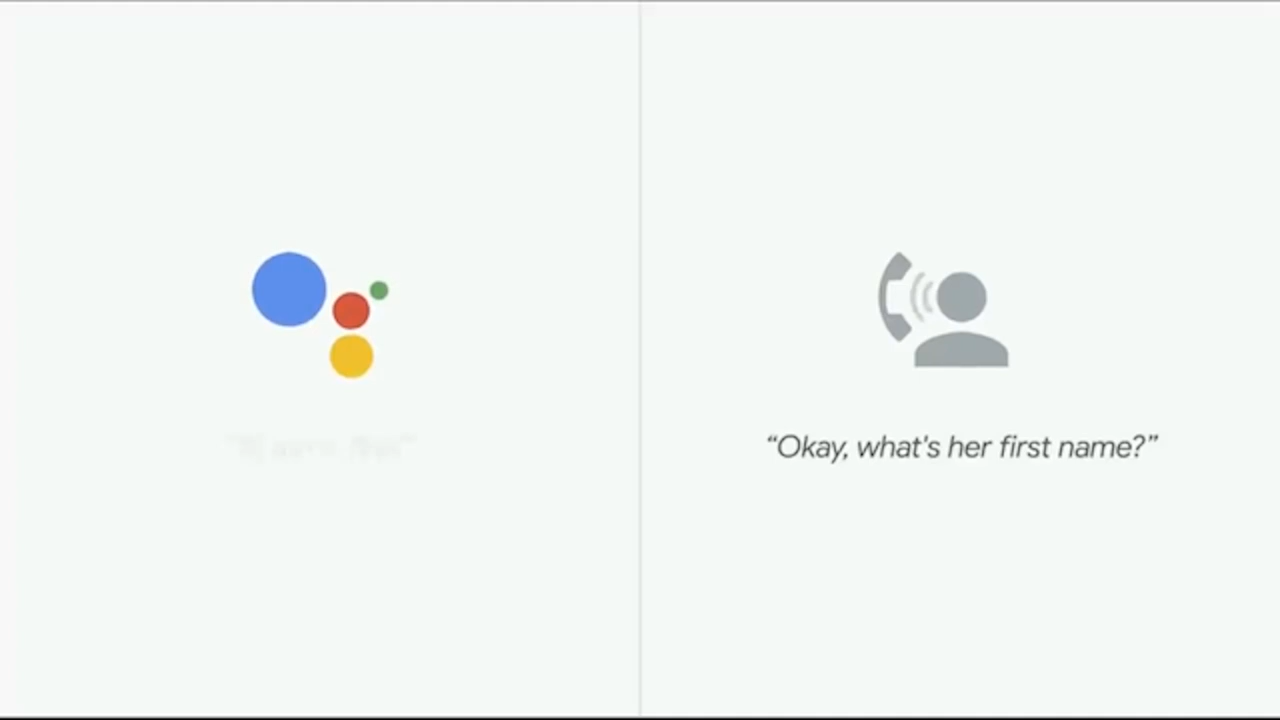 “Okay, what's her first name?”